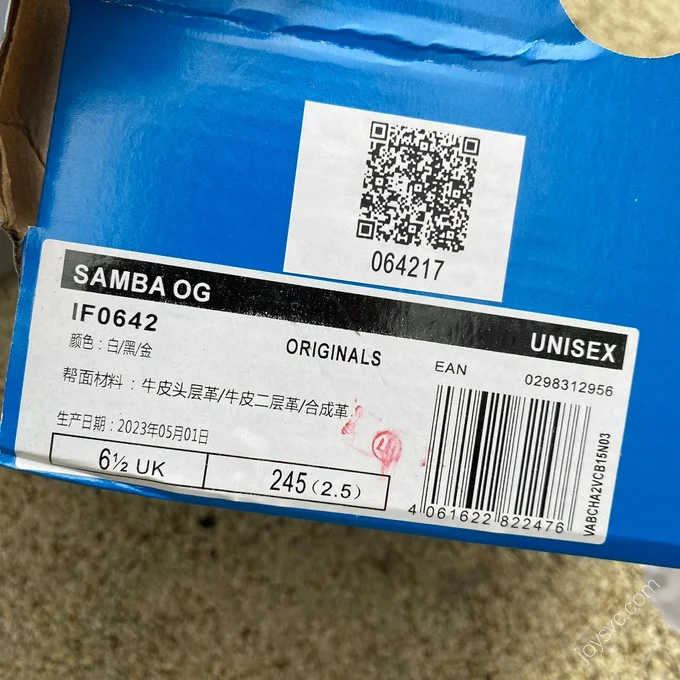 064217
SAMBA OG
UNISEX
IF0642
颜色：白/黑/金
ORIGINALS
EAN 0298312956
帮面材料：牛皮头层革/牛皮二层革/合成革
生产日期：2023年05月01日
6½ UK 245（2.5）
4 061622 822476
VABCHA2VCB15N03
joysvc.com